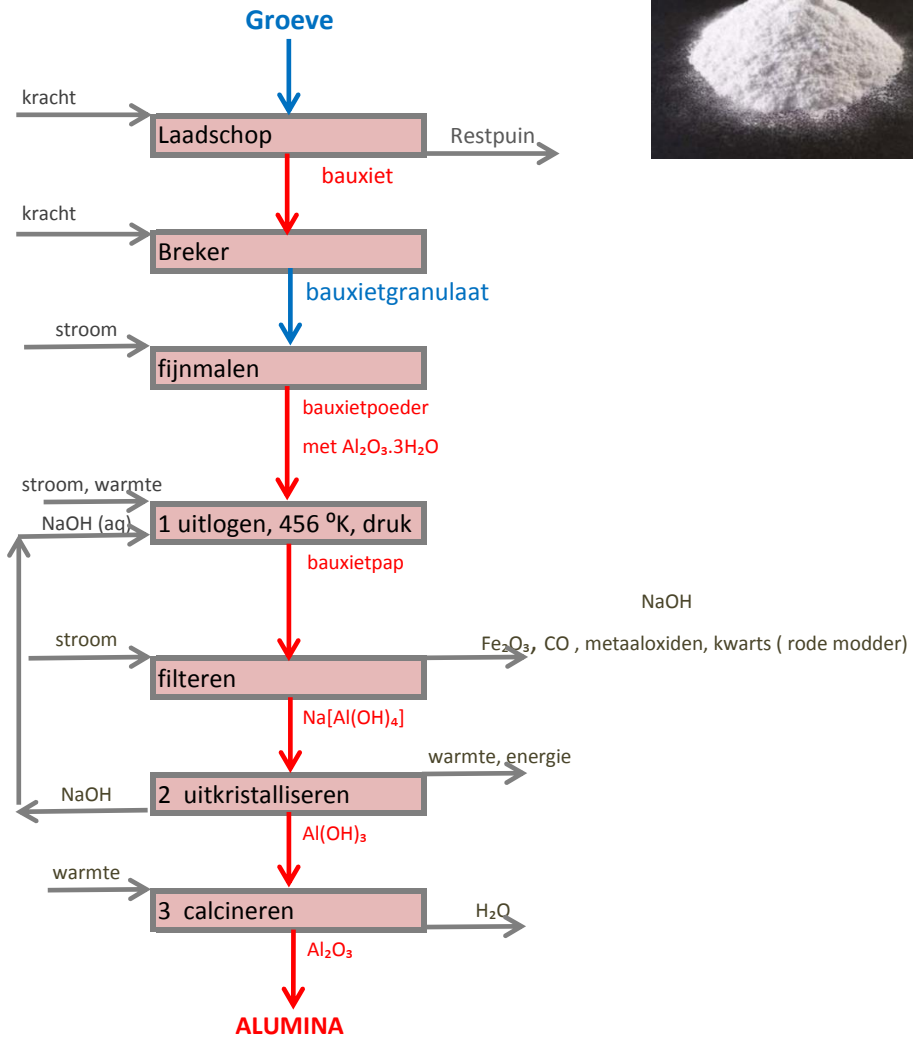 Groeve
kracht
Laadschop
Restpuin
bauxiet
kracht
Breker
bauxietgranulaat
stroom
fijnmalen
bauxietpoeder
met Al₂O₃.3H₂O
stroom, warmte
NaOH (aq)
1 uitlogen, 456 ⁰K, druk
bauxietpap
NaOH
stroom
Fe₂O₃, CO , metaaloxiden, kwarts ( rode modder)
filteren
Na[Al(OH)₄]
warmte, energie
NaOH
2 uitkristalliseren
Al(OH)₃
warmte
3 calcineren
H₂O
Al₂O₃
ALUMINA